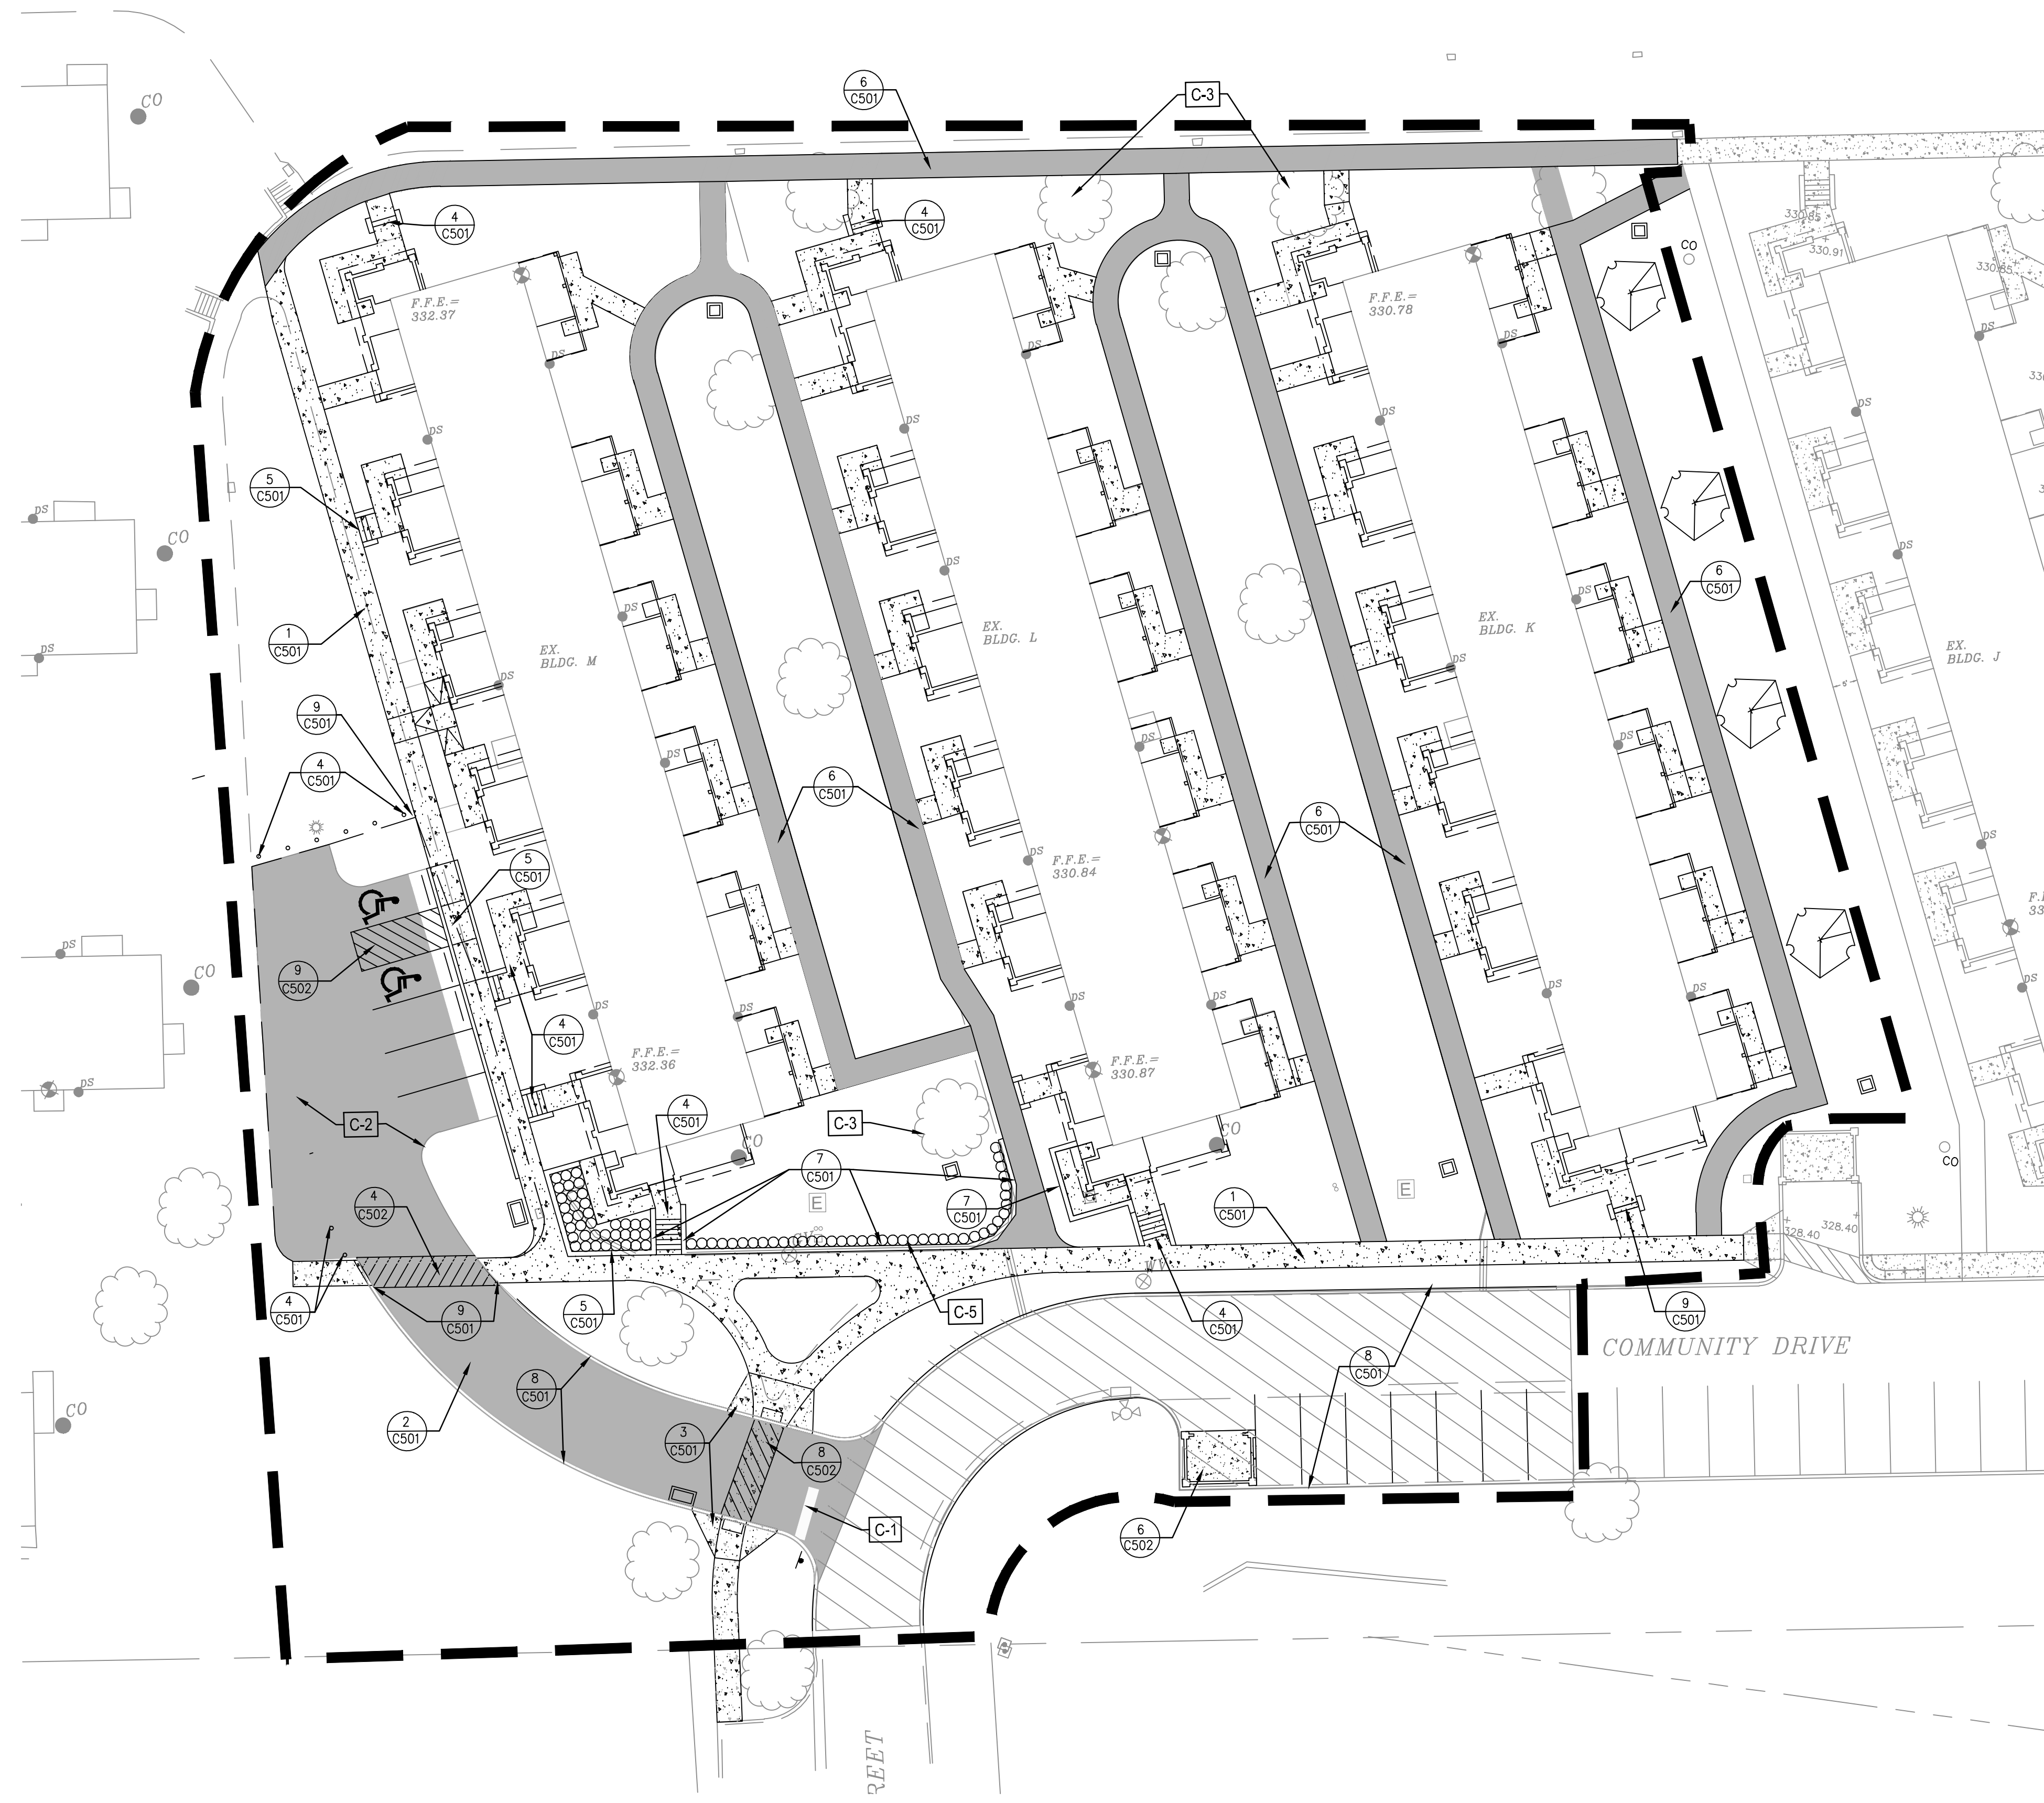 6
C501
C-3
CO
4
C501
4
C501
330.85
330.91
330.85
CO
F.F.E.=
332.37
F.F.E.=
330.78
DS
DS
DS
DS
DS
DS
DS
DS
5
C501
DS
CO
DS
DS
DS
6
C501
1
C501
DS
DS
EX.
BLDG. M
EX.
BLDG. L
EX.
BLDG. K
EX.
BLDG. J
DS
DS
DS
5'
9
C501
4
C501
DS
DS
DS
6
C501
6
C501
5
C501
DS
F.F.E.=
330.84
DS
9
C502
DS
CO
DS
DS
DS
DS
DS
DS
DS
4
C501
F.F.E.=
332.36
F.F.E.=
330.87
DS
C-2
4
C501
C-3
CO
CO
CO
7
C501
7
C501
E
E
8
1
C501
4
C502
328.40
328.40
4
C501
9
C501
5
C501
C-5
4
C501
9
C501
COMMUNITY DRIVE
8
C501
8
C501
2
C501
CO
3
C501
8
C502
C-1
6
C502
REET